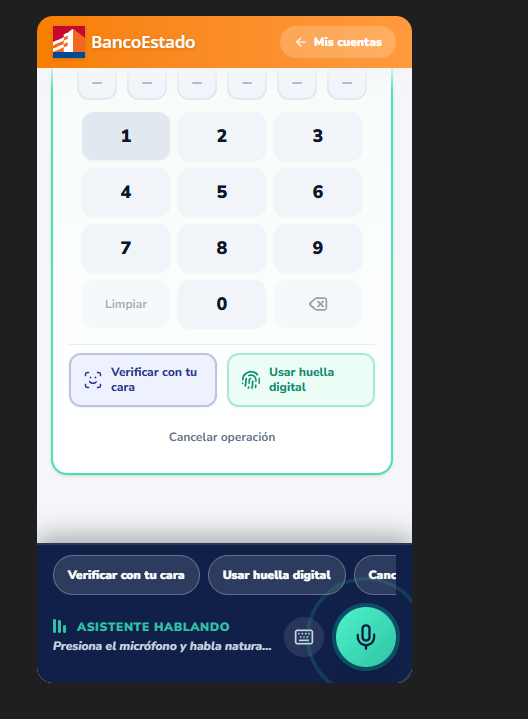 BancoEstado
← Mis cuentas
– – – – – –
1 2 3
4 5 6
7 8 9
Limpiar 0
Verificar con tu
cara
Usar huella
digital
Cancelar operación
Verificar con tu cara
Usar huella digital
Canc
ASISTENTE HABLANDO
Presiona el micrófono y habla natura...